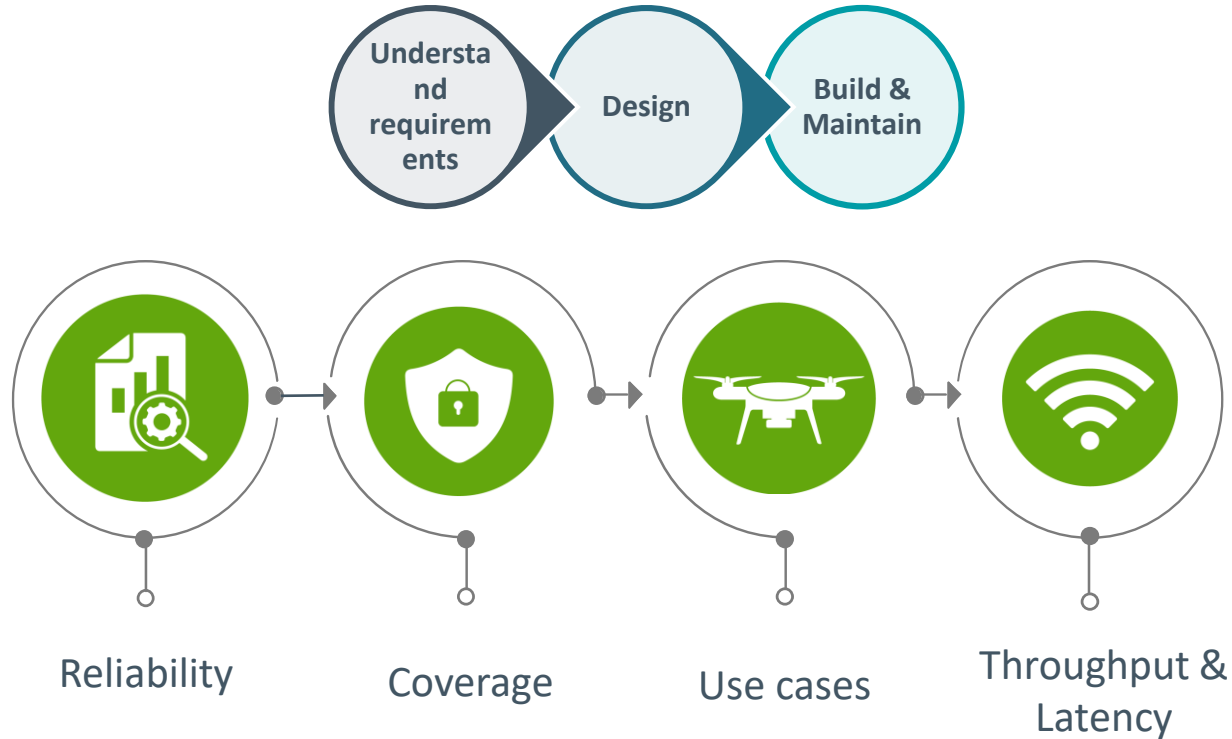 Understa
nd
requirem
ents
Design
Build &
Maintain
Reliability
Coverage
Use cases
Throughput &
Latency